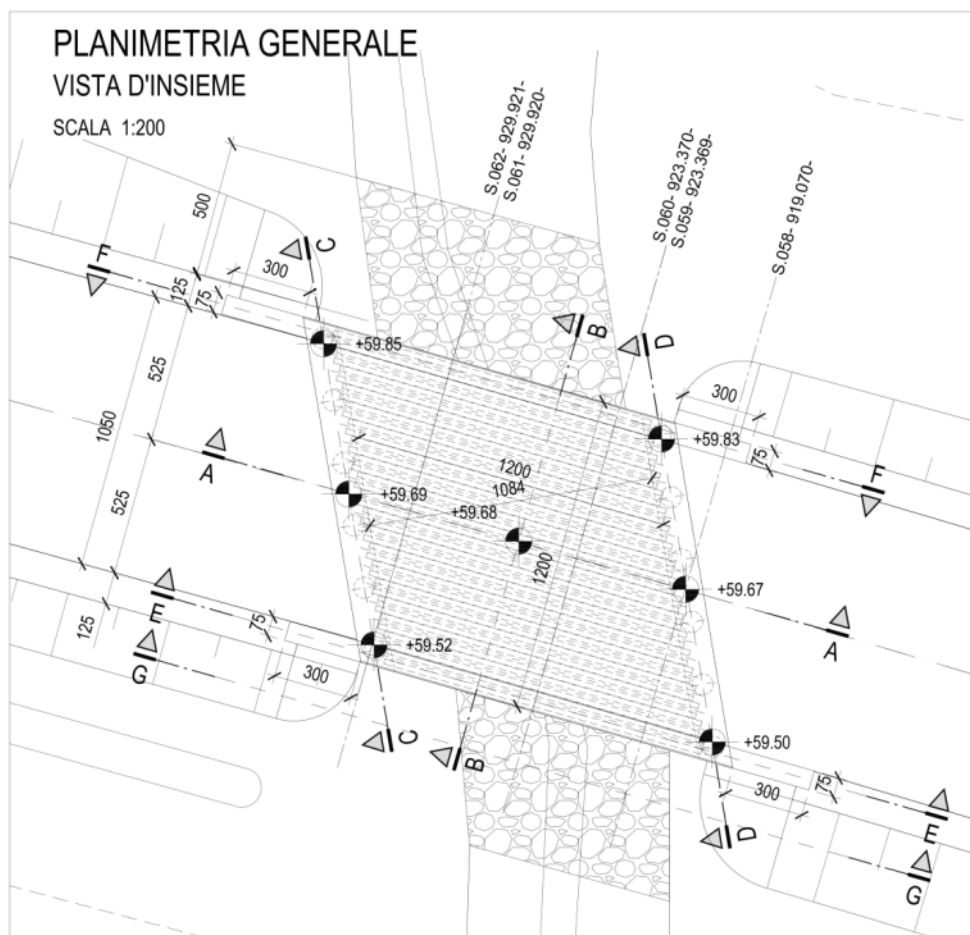 PLANIMETRIA GENERALE
VISTA D'INSIEME
SCALA 1:200
S.062- 929.921-
S.061- 929.920-
S.060- 923.370-
S.059- 923.369-
S.058- 919.070-
500
C
F
300
125
75
B
D
+59.85
525
300
1050
+59.83
75
F
A
1200
1084
+59.69
+59.68
525
1200
+59.67
E
75
125
+59.52
A
G
300
C
B
+59.50
75
300
D
E
G